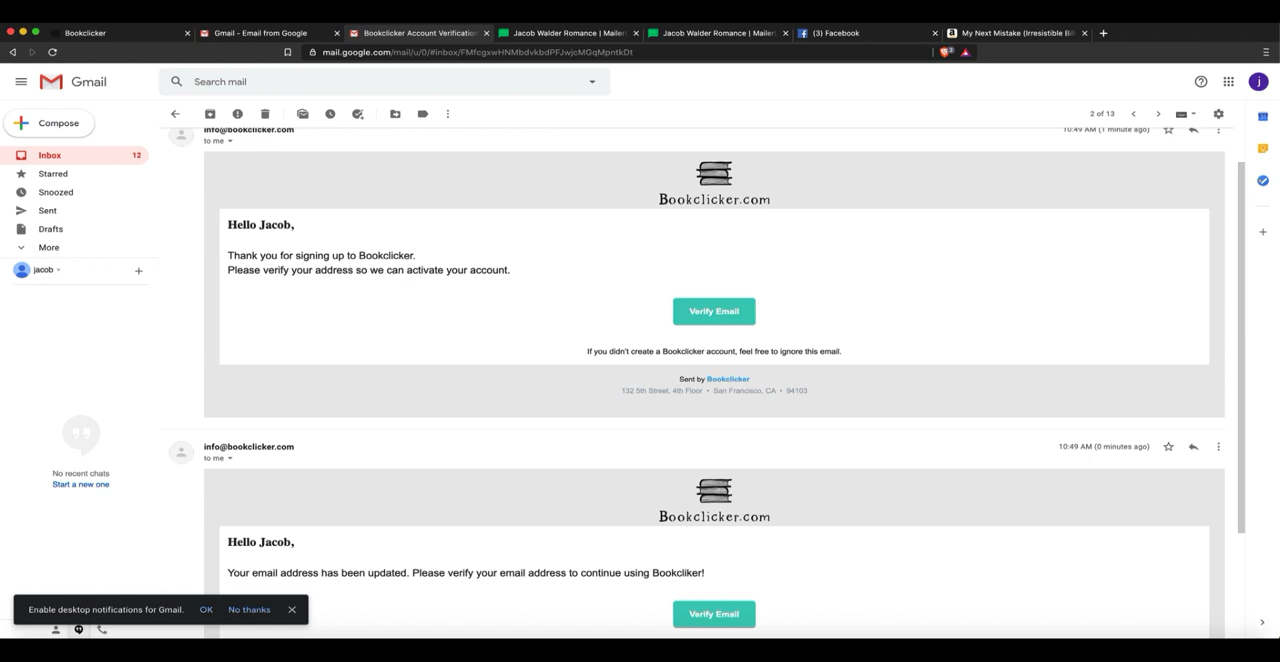 Bookclicker
Gmail - Email from Google
Bookclicker Account Verification
Jacob Walder Romance | Mailer
Jacob Walder Romance | Mailer
(3) Facebook
My Next Mistake (Irresistible Bil
mail.google.com/mail/u/0/#inbox/FMfcgxwHNMbdvkbdPFJwjcMGqMpntkDt
Gmail
Search mail
j
Compose
2 of 13
Inbox 12
Starred
Snoozed
Sent
Drafts
More
jacob
No recent chats
Start a new one
info@bookclicker.com
10:49 AM (1 minute ago)
to me
Bookclicker.com
Hello Jacob,
Thank you for signing up to Bookclicker.
Please verify your address so we can activate your account.
Verify Email
If you didn't create a Bookclicker account, feel free to ignore this email.
Sent by Bookclicker
132 5th Street, 4th Floor • San Francisco, CA • 94103
info@bookclicker.com
10:49 AM (0 minutes ago)
to me
Bookclicker.com
Hello Jacob,
Your email address has been updated. Please verify your email address to continue using Bookcliker!
Verify Email
Enable desktop notifications for Gmail. OK No thanks